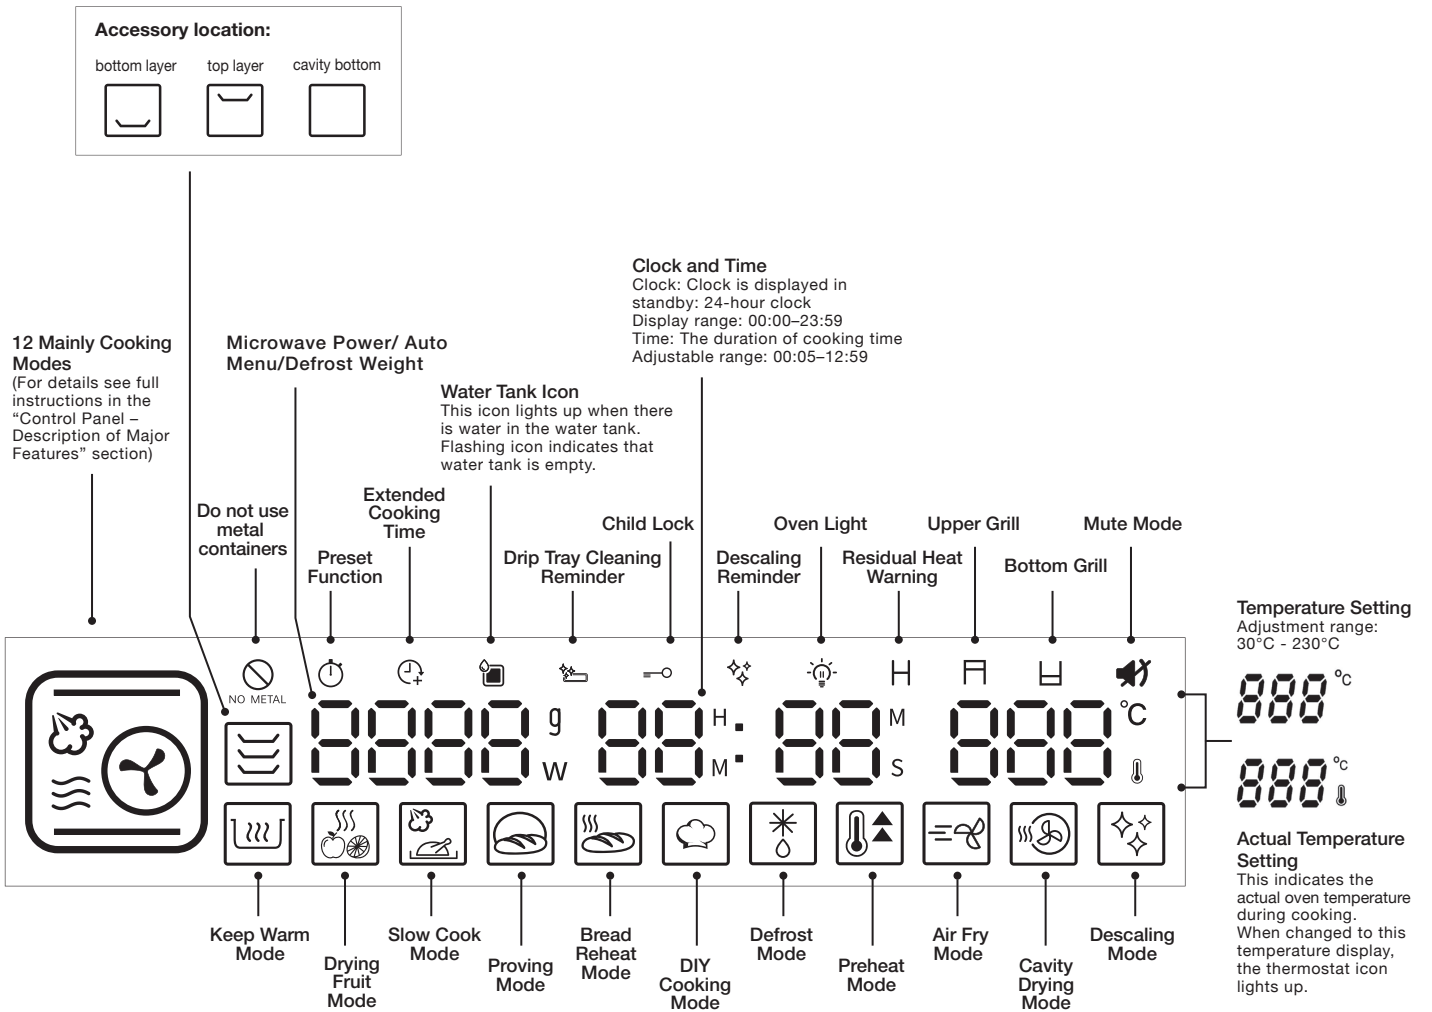 Accessory location:
bottom layer
top layer
cavity bottom
Clock and Time
Clock: Clock is displayed in
standby: 24-hour clock
Display range: 00:00–23:59
Time: The duration of cooking time
Adjustable range: 00:05–12:59
12 Mainly Cooking
Modes
(For details see full
instructions in the
“Control Panel –
Description of Major
Features” section)
Microwave Power/ Auto
Menu/Defrost Weight
Water Tank Icon
This icon lights up when there
is water in the water tank.
Flashing icon indicates that
water tank is empty.
Do not use
metal
containers
Preset
Function
Extended
Cooking
Time
Drip Tray Cleaning
Reminder
Child Lock
Descaling
Reminder
Oven Light
Residual Heat
Warning
Upper Grill
Bottom Grill
Mute Mode
Temperature Setting
Adjustment range:
30°C - 230°C
888 °C
888 °C
Actual Temperature
Setting
This indicates the
actual oven temperature
during cooking.
When changed to this
temperature display,
the thermostat icon
lights up.
NO METAL
8888 g W
88 H M : 88 M S
888 °C
Keep Warm
Mode
Drying
Fruit
Mode
Slow Cook
Mode
Proving
Mode
Bread
Reheat
Mode
DIY
Cooking
Mode
Defrost
Mode
Preheat
Mode
Air Fry
Mode
Cavity
Drying
Mode
Descaling
Mode